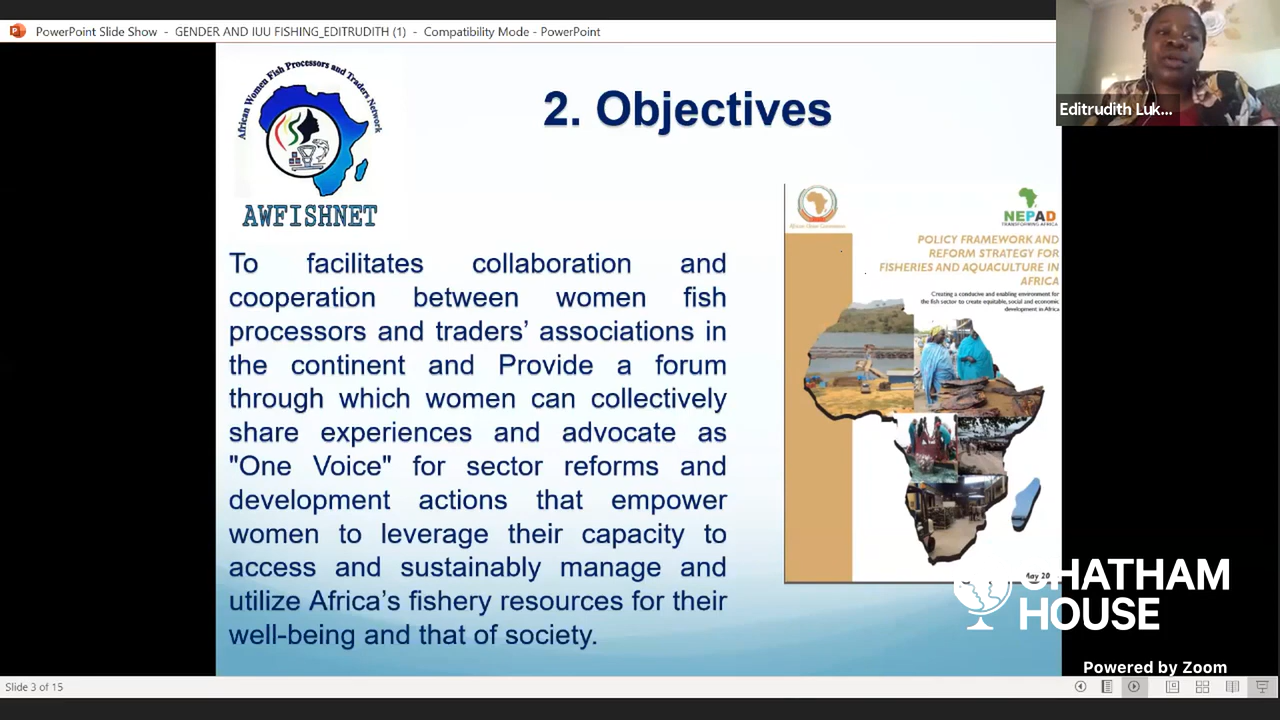 PowerPoint Slide Show - GENDER AND IUU FISHING_EDITRUDITH (1) - Compatibility Mode - PowerPoint
Editrudith Luk...
African Women Fish Processors and Traders Network
AWFISHNET
2. Objectives
To facilitates collaboration and
cooperation between women fish
processors and traders’ associations in
the continent and Provide a forum
through which women can collectively
share experiences and advocate as
"One Voice" for sector reforms and
development actions that empower
women to leverage their capacity to
access and sustainably manage and
utilize Africa’s fishery resources for their
well-being and that of society.
African Union Commission
NEPAD
TRANSFORMING AFRICA
POLICY FRAMEWORK AND
REFORM STRATEGY FOR
FISHERIES AND AQUACULTURE IN
AFRICA
Creating a conducive and enabling environment for
the fish sector to create equitable, social and economic
development in Africa
May 20
CHATHAM
HOUSE
Powered by Zoom
Slide 3 of 15